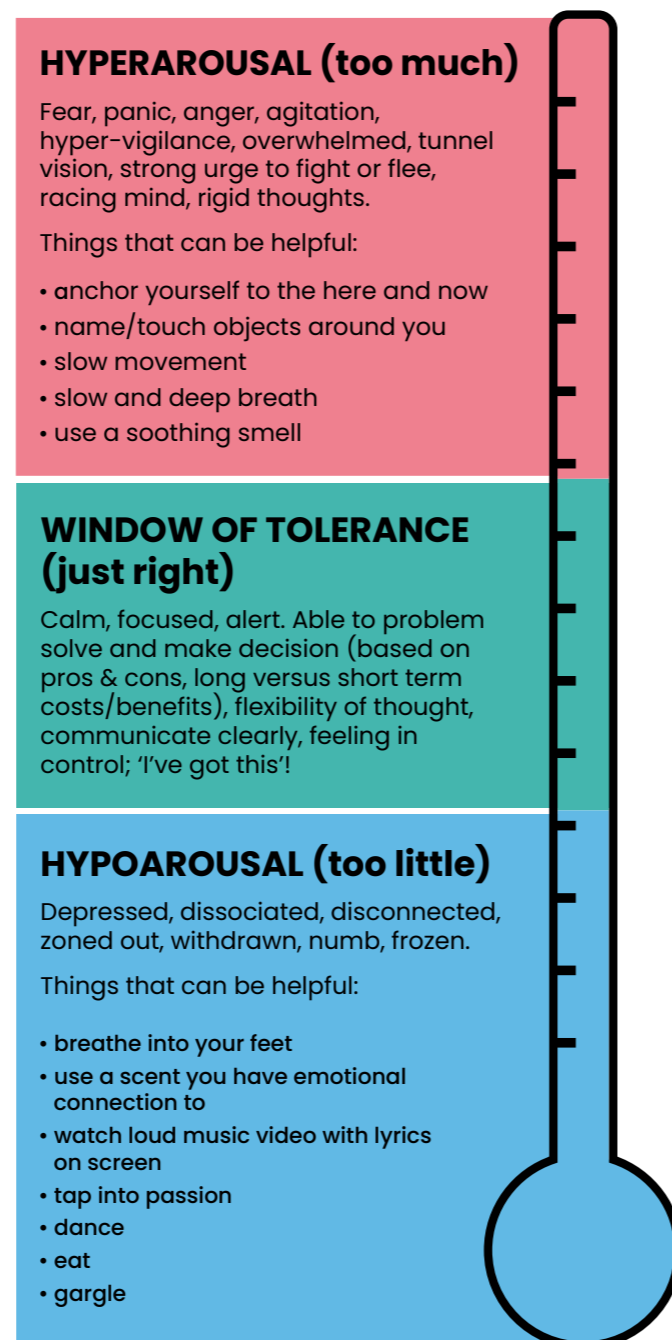 HYPERAROUSAL (too much)
Fear, panic, anger, agitation,
hyper-vigilance, overwhelmed, tunnel
vision, strong urge to fight or flee,
racing mind, rigid thoughts.
Things that can be helpful:
• anchor yourself to the here and now
• name/touch objects around you
• slow movement
• slow and deep breath
• use a soothing smell
WINDOW OF TOLERANCE
(just right)
Calm, focused, alert. Able to problem
solve and make decision (based on
pros & cons, long versus short term
costs/benefits), flexibility of thought,
communicate clearly, feeling in
control; ‘I’ve got this’!
HYPOAROUSAL (too little)
Depressed, dissociated, disconnected,
zoned out, withdrawn, numb, frozen.
Things that can be helpful:
• breathe into your feet
• use a scent you have emotional
connection to
• watch loud music video with lyrics
on screen
• tap into passion
• dance
• eat
• gargle